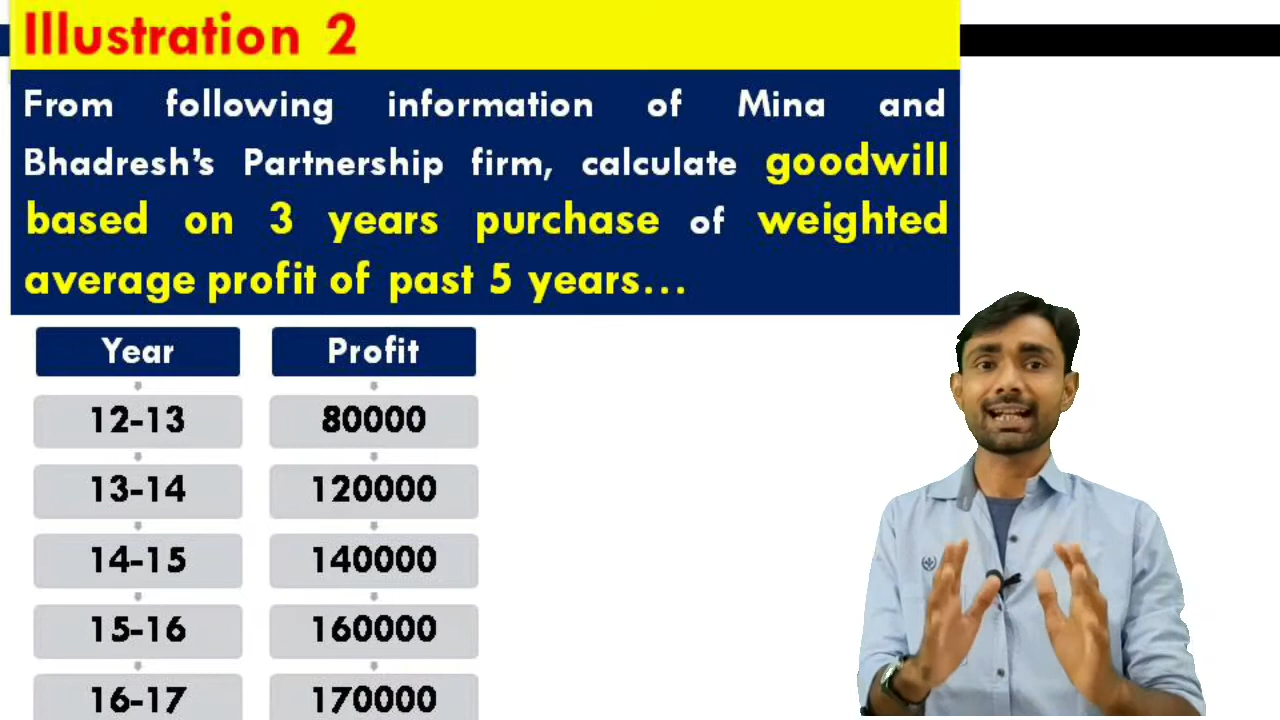 Illustration 2
From following information of Mina and
Bhadresh's Partnership firm, calculate goodwill
based on 3 years purchase of weighted
average profit of past 5 years...
Year Profit
12-13 80000
13-14 120000
14-15 140000
15-16 160000
16-17 170000